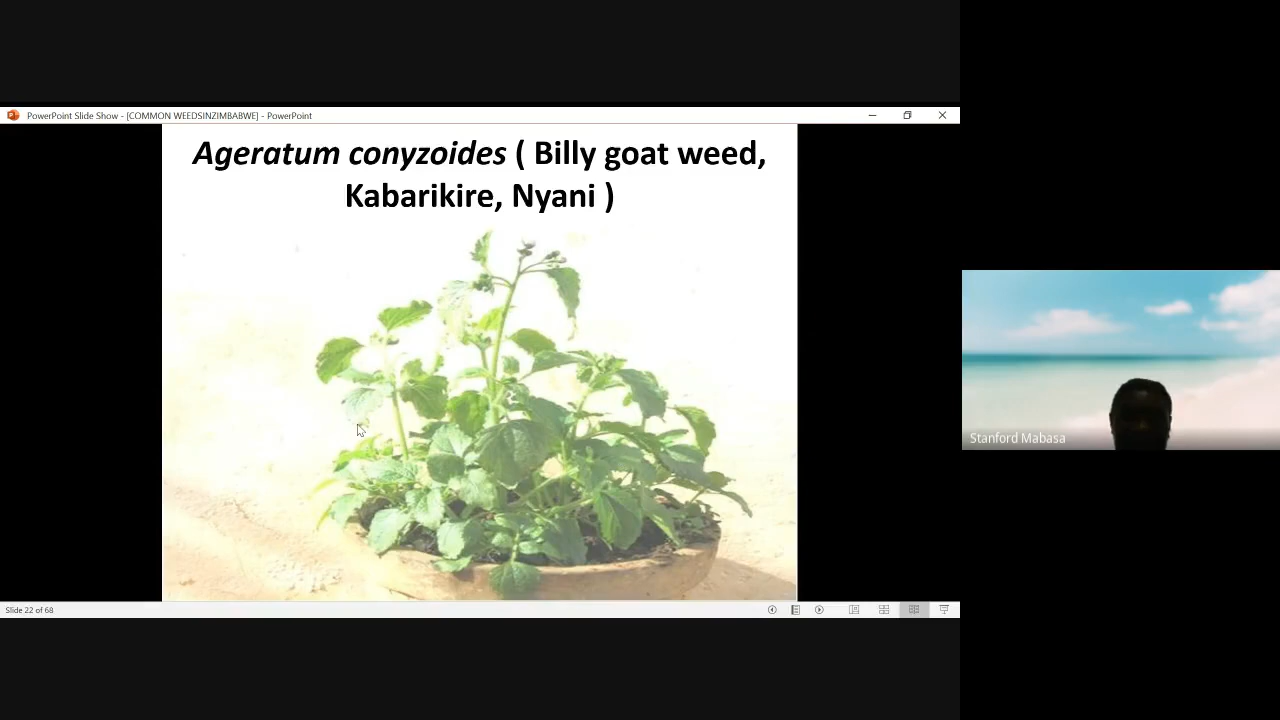 PowerPoint Slide Show - [COMMON WEEDSINZIMBABWE] - PowerPoint
Ageratum conyzoides ( Billy goat weed,
Kabarikire, Nyani )
Stanford Mabasa
Slide 22 of 68